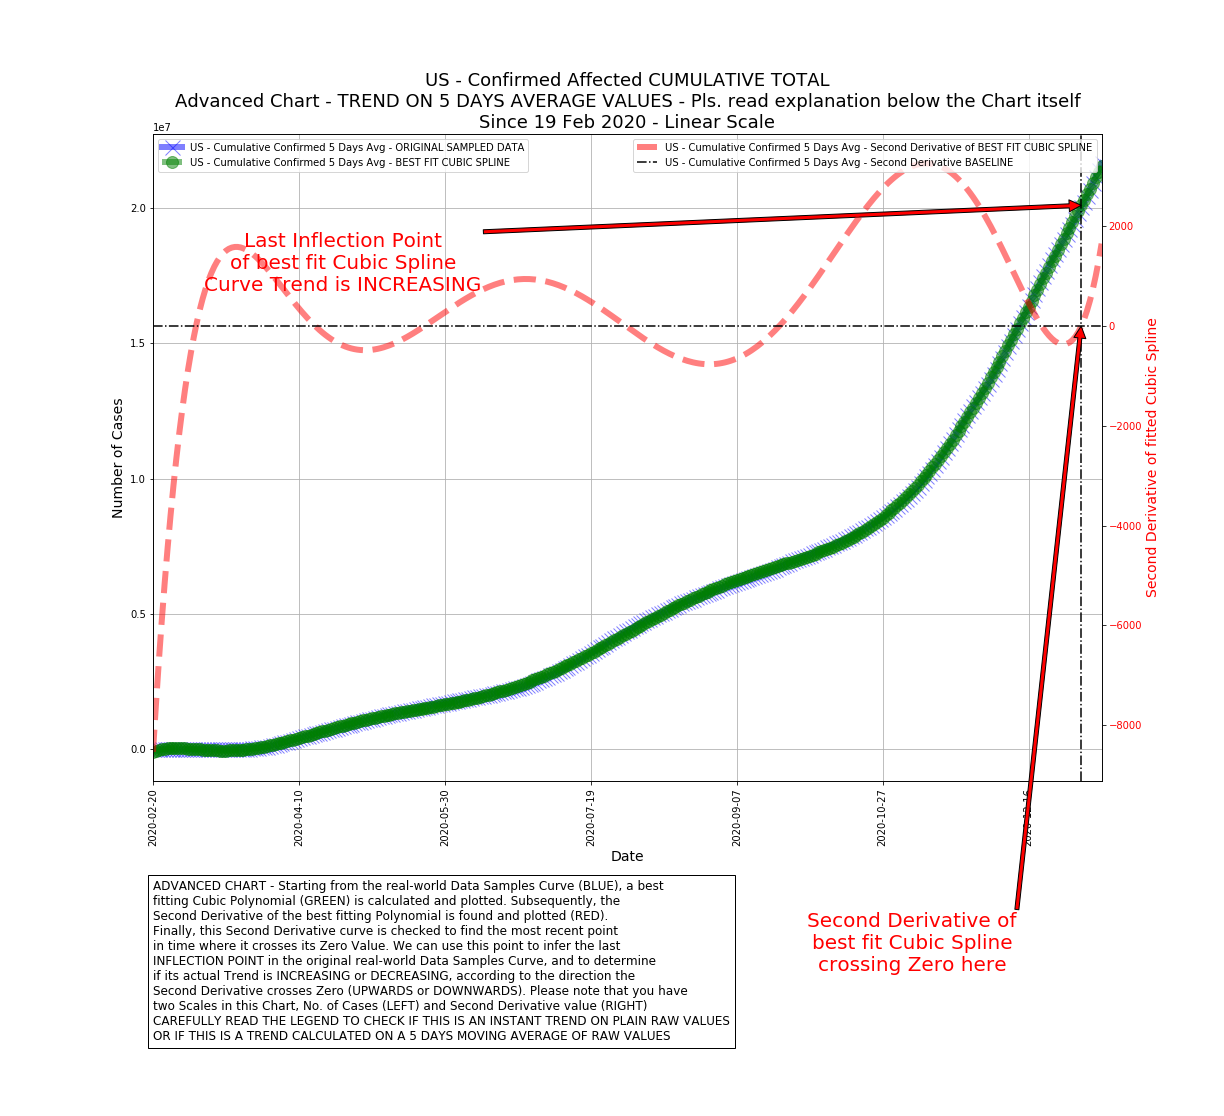 US - Confirmed Affected CUMULATIVE TOTAL
Advanced Chart - TREND ON 5 DAYS AVERAGE VALUES - Pls. read explanation below the Chart itself
Since 19 Feb 2020 - Linear Scale
1e7
US - Cumulative Confirmed 5 Days Avg - ORIGINAL SAMPLED DATA
US - Cumulative Confirmed 5 Days Avg - BEST FIT CUBIC SPLINE
US - Cumulative Confirmed 5 Days Avg - Second Derivative of BEST FIT CUBIC SPLINE
US - Cumulative Confirmed 5 Days Avg - Second Derivative BASELINE
Last Inflection Point
of best fit Cubic Spline
Curve Trend is INCREASING
2.0
1.5
1.0
0.5
0.0
Number of Cases
2000
0
−2000
−4000
−6000
−8000
Second Derivative of fitted Cubic Spline
2020-02-20
2020-04-10
2020-05-30
2020-07-19
2020-09-07
2020-10-27
2020-12-16
Date
Second Derivative of
best fit Cubic Spline
crossing Zero here
ADVANCED CHART - Starting from the real-world Data Samples Curve (BLUE), a best
fitting Cubic Polynomial (GREEN) is calculated and plotted. Subsequently, the
Second Derivative of the best fitting Polynomial is found and plotted (RED).
Finally, this Second Derivative curve is checked to find the most recent point
in time where it crosses its Zero Value. We can use this point to infer the last
INFLECTION POINT in the original real-world Data Samples Curve, and to determine
if its actual Trend is INCREASING or DECREASING, according to the direction the
Second Derivative crosses Zero (UPWARDS or DOWNWARDS). Please note that you have
two Scales in this Chart, No. of Cases (LEFT) and Second Derivative value (RIGHT)
CAREFULLY READ THE LEGEND TO CHECK IF THIS IS AN INSTANT TREND ON PLAIN RAW VALUES
OR IF THIS IS A TREND CALCULATED ON A 5 DAYS MOVING AVERAGE OF RAW VALUES